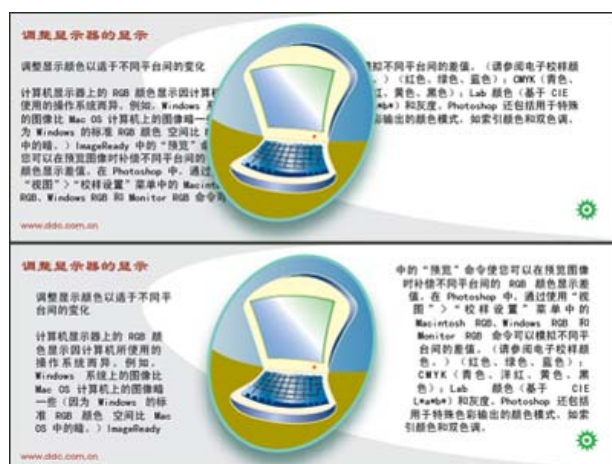 调整显示器的显示
调整显示颜色以适于不同平台间的变化
计算机显示器上的 RGB 颜色显示因计算机
使用的操作系统而异。例如，Windows
的图像比 Mac OS 计算机上的图像暗一
为 Windows 的标准 RGB 颜色 空间比
中的暗。）ImageReady 中的“预览”
您可以在预览图像时补偿不同平台间的
颜色显示差值。在 Photoshop 中，通过
“视图”>“校样设置”菜单中的 Macint
RGB、Windows RGB 和 Monitor RGB 命令
模拟不同平台间的差值。（请参阅电子校样颜
）（红色、绿色、蓝色）；CMYK（青色、
红、黄色、黑色）；Lab 颜色（基于 CIE
*b*）和灰度。Photoshop 还包括用于特殊
彩输出的颜色模式，如索引颜色和双色调。
www.ddc.com.cn
调整显示器的显示
调整显示颜色以适于不同平
台间的变化
计算机显示器上的 RGB 颜
色显示因计算机所使用的
操作系统而异。例如，
Windows 系统上的图像比
Mac OS 计算机上的图像暗
一些（因为 Windows 的标
准 RGB 颜色 空间比 Mac
OS 中的暗。）ImageReady
中的“预览”命令使您可以在预览图像
时补偿不同平台间的 RGB 颜色显示差
值。在 Photoshop 中，通过使用“视
图”>“校样设置”菜单中的
Macintosh RGB、Windows RGB 和
Monitor RGB 命令可以模拟不同平
台间的差值。（请参阅电子校样颜
色。）（红色、绿色、蓝色）；
CMYK（青色、洋红、黄色、黑
色）；Lab 颜色（基于 CIE
L*a*b*）和灰度。Photoshop 还包括
用于特殊色彩输出的颜色模式，如索
引颜色和双色调。
www.ddc.com.cn